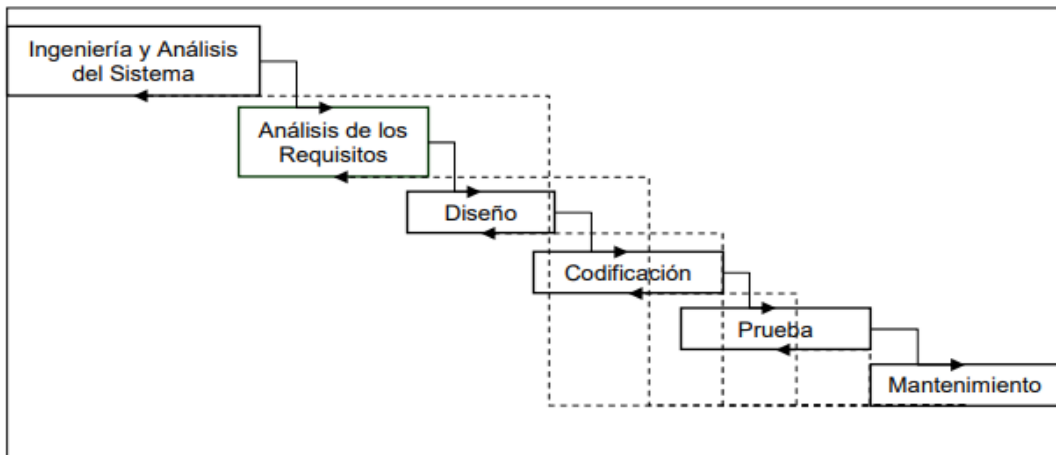 Ingeniería y Análisis
del Sistema
Análisis de los
Requisitos
Diseño
Codificación
Prueba
Mantenimiento